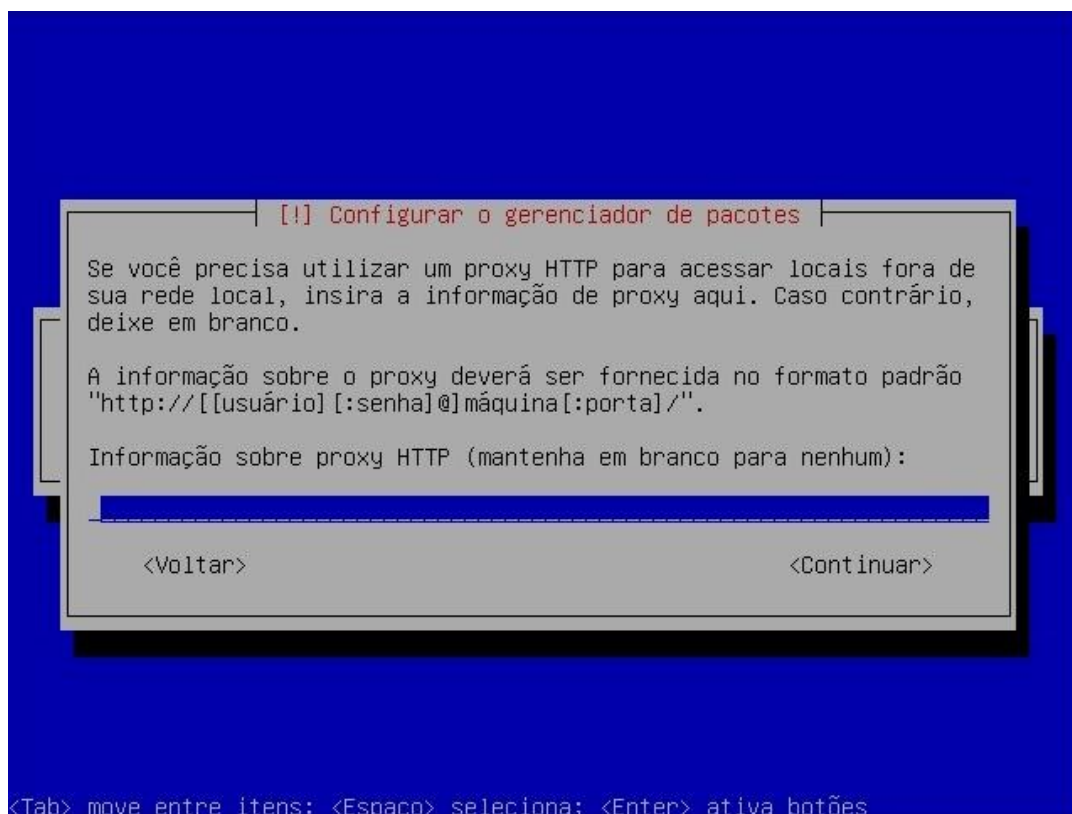 [!] Configurar o gerenciador de pacotes
Se você precisa utilizar um proxy HTTP para acessar locais fora de
sua rede local, insira a informação de proxy aqui. Caso contrário,
deixe em branco.
A informação sobre o proxy deverá ser fornecida no formato padrão
"http://[[usuário][:senha]@]máquina[:porta]/".
Informação sobre proxy HTTP (mantenha em branco para nenhum):
<Voltar> <Continuar>
<Tab> move entre itens; <Espaço> seleciona; <Enter> ativa botões